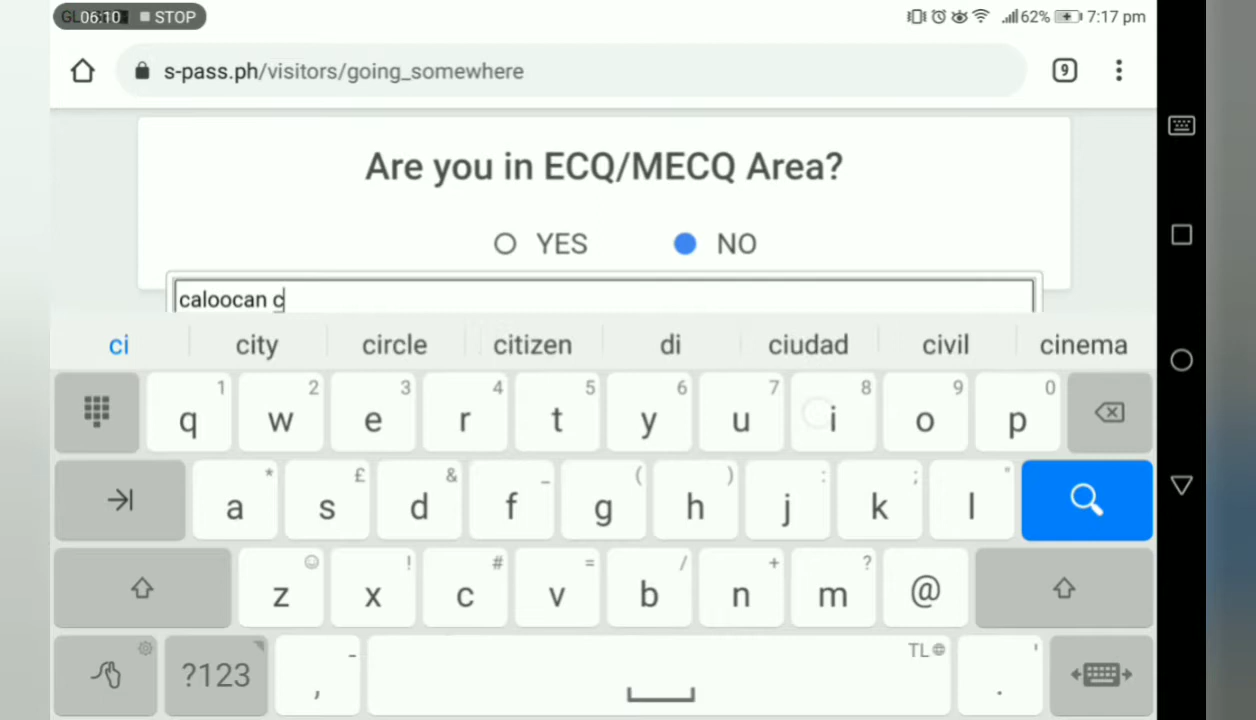 06:10 STOP 62% 7:17 pm
s-pass.ph/visitors/going_somewhere 9
Are you in ECQ/MECQ Area?
YES NO
caloocan c
ci city circle citizen di ciudad civil cinema
1 2 3 4 5 6 7 8 9 0
q w e r t y u i o p
* £ & _ ( ) : ; "
a s d f g h j k l
! # = / + ?
z x c v b n m @
?123 , - TL . '